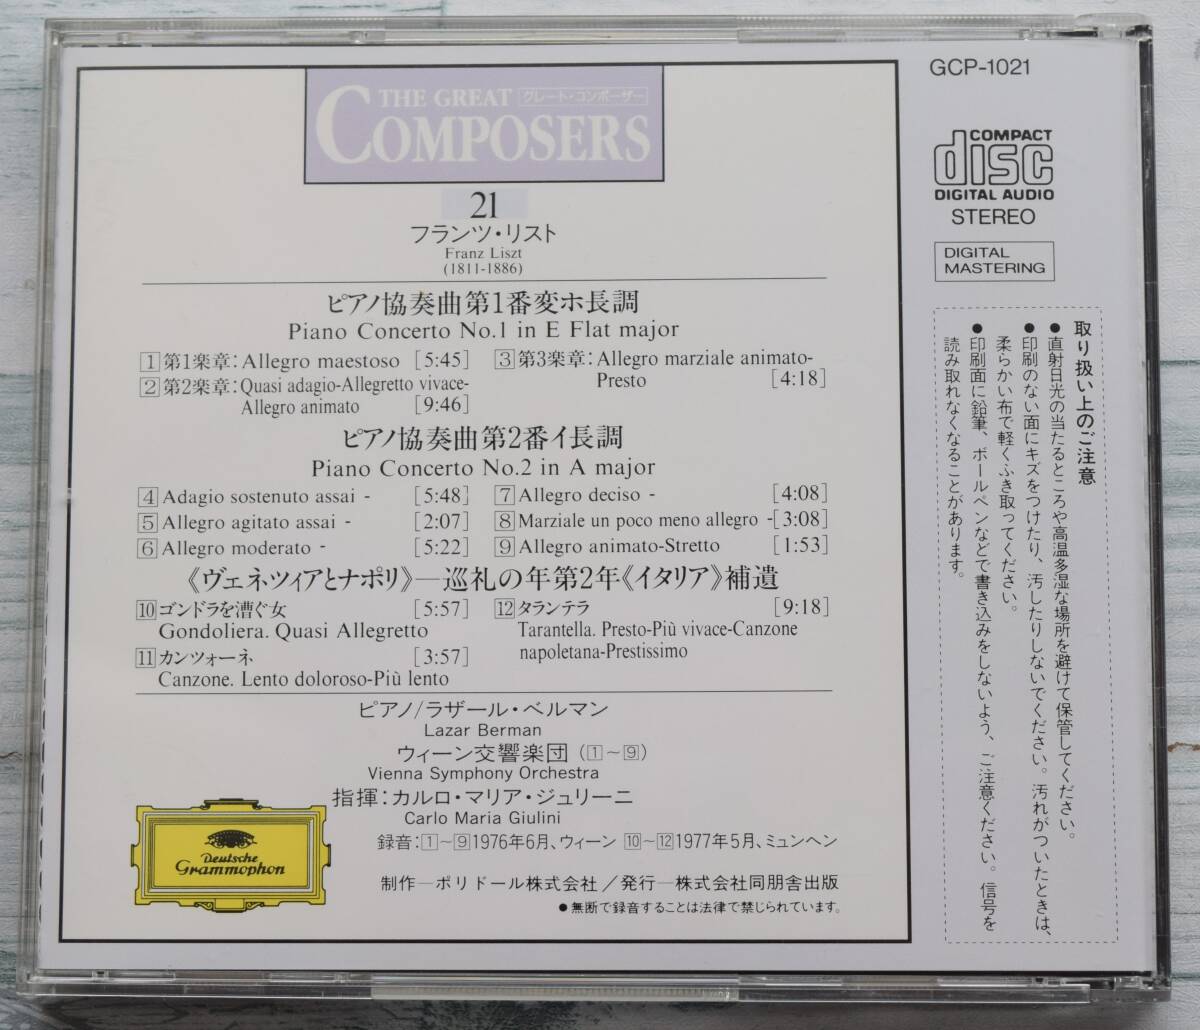 THE GREAT グレート・コンポーザー
COMPOSERS
21
フランツ・リスト
Franz Liszt
(1811-1886)
ピアノ協奏曲第1番変ホ長調
Piano Concerto No.1 in E Flat major
1 第1楽章：Allegro maestoso [5:45]
2 第2楽章：Quasi adagio-Allegretto vivace-
Allegro animato [9:46]
3 第3楽章：Allegro marziale animato-
Presto [4:18]
ピアノ協奏曲第2番イ長調
Piano Concerto No.2 in A major
4 Adagio sostenuto assai - [5:48]
5 Allegro agitato assai - [2:07]
6 Allegro moderato - [5:22]
7 Allegro deciso - [4:08]
8 Marziale un poco meno allegro - [3:08]
9 Allegro animato-Stretto [1:53]
《ヴェネツィアとナポリ》—巡礼の年第2年《イタリア》補遺
10 ゴンドラを漕ぐ女 [5:57]
Gondoliera. Quasi Allegretto
11 カンツォーネ [3:57]
Canzone. Lento doloroso-Più lento
12 タランテラ [9:18]
Tarantella. Presto-Più vivace-Canzone
napoletana-Prestissimo
ピアノ/ラザール・ベルマン
Lazar Berman
ウィーン交響楽団 (1～9)
Vienna Symphony Orchestra
指揮：カルロ・マリア・ジュリーニ
Carlo Maria Giulini
録音：1～9 1976年6月、ウィーン 10～12 1977年5月、ミュンヘン
制作—ポリドール株式会社/発行—株式会社同朋舎出版
●無断で録音することは法律で禁じられています。
Deutsche
Grammophon
GCP-1021
COMPACT
disc
DIGITAL AUDIO
STEREO
DIGITAL
MASTERING
取り扱い上のご注意
●直射日光の当たるところや高温多湿な場所を避けて保管してください。
●印刷のない面にキズをつけたり、汚したりしないでください。汚れがついたときは、
柔らかい布で軽くふき取ってください。
●印刷面に鉛筆、ボールペンなどで書き込みをしないよう、ご注意ください。信号を
読み取れなくなることがあります。